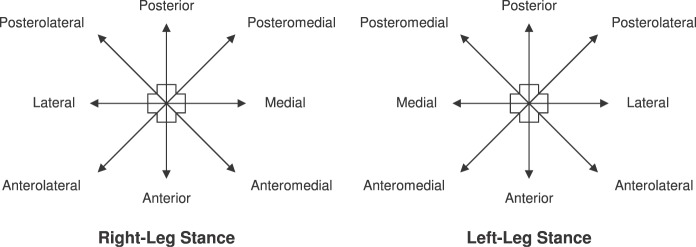 Posterior
Posterolateral
Posteromedial
Lateral
Medial
Anterolateral
Anteromedial
Anterior
Right-Leg Stance
Posterior
Posteromedial
Posterolateral
Medial
Lateral
Anteromedial
Anterolateral
Anterior
Left-Leg Stance